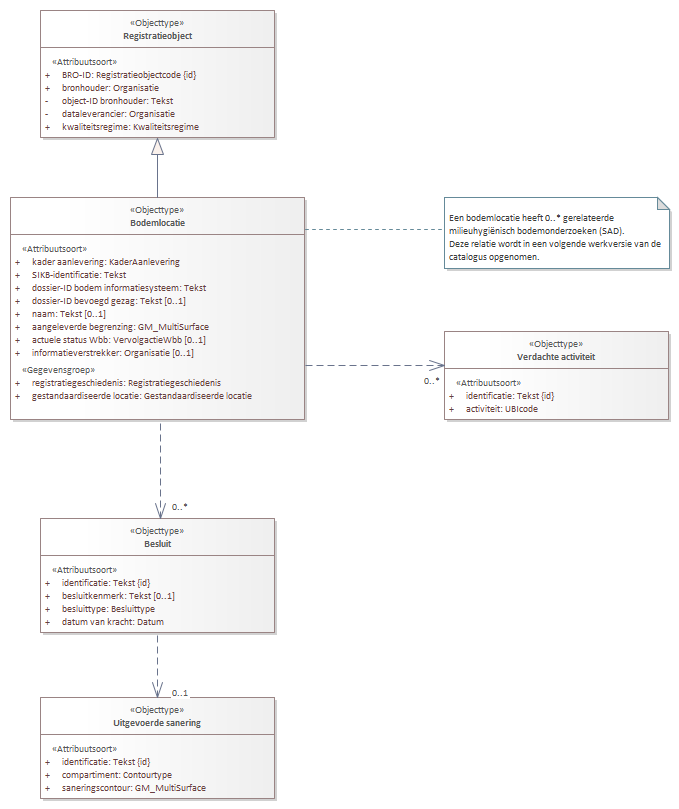 «Objecttype»
Registratieobject
«Attribuutsoort»
+ BRO-ID: Registratieobjectcode {id}
+ bronhouder: Organisatie
- object-ID bronhouder: Tekst
- dataleverancier: Organisatie
+ kwaliteitsregime: Kwaliteitsregime
«Objecttype»
Bodemlocatie
«Attribuutsoort»
+ kader aanlevering: KaderAanlevering
+ SIKB-identificatie: Tekst
+ dossier-ID bodem informatiesysteem: Tekst
+ dossier-ID bevoegd gezag: Tekst [0..1]
+ naam: Tekst [0..1]
+ aangeleverde begrenzing: GM_MultiSurface
+ actuele status Wbb: VervolgactieWbb [0..1]
+ informatieverstrekker: Organisatie [0..1]
«Gegevensgroep»
+ registratiegeschiedenis: Registratiegeschiedenis
+ gestandaardiseerde locatie: Gestandaardiseerde locatie
Een bodemlocatie heeft 0..* gerelateerde
milieuhygiënisch bodemonderzoeken (SAD).
Deze relatie wordt in een volgende werkversie van de
catalogus opgenomen.
0..*
«Objecttype»
Verdachte activiteit
«Attribuutsoort»
+ identificatie: Tekst {id}
+ activiteit: UBIcode
0..*
«Objecttype»
Besluit
«Attribuutsoort»
+ identificatie: Tekst {id}
+ besluitkenmerk: Tekst [0..1]
+ besluittype: Besluittype
+ datum van kracht: Datum
0..1
«Objecttype»
Uitgevoerde sanering
«Attribuutsoort»
+ identificatie: Tekst {id}
+ compartiment: Contourtype
+ saneringscontour: GM_MultiSurface